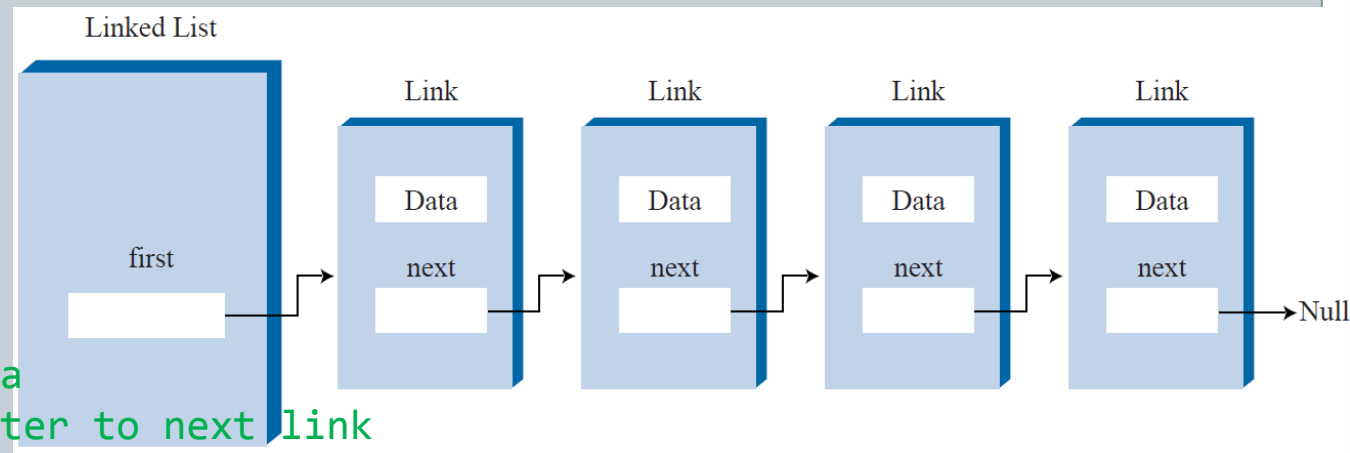 Linked List
Link Link Link Link
Data Data Data Data
first
next next next next
Null
a
ter to next link